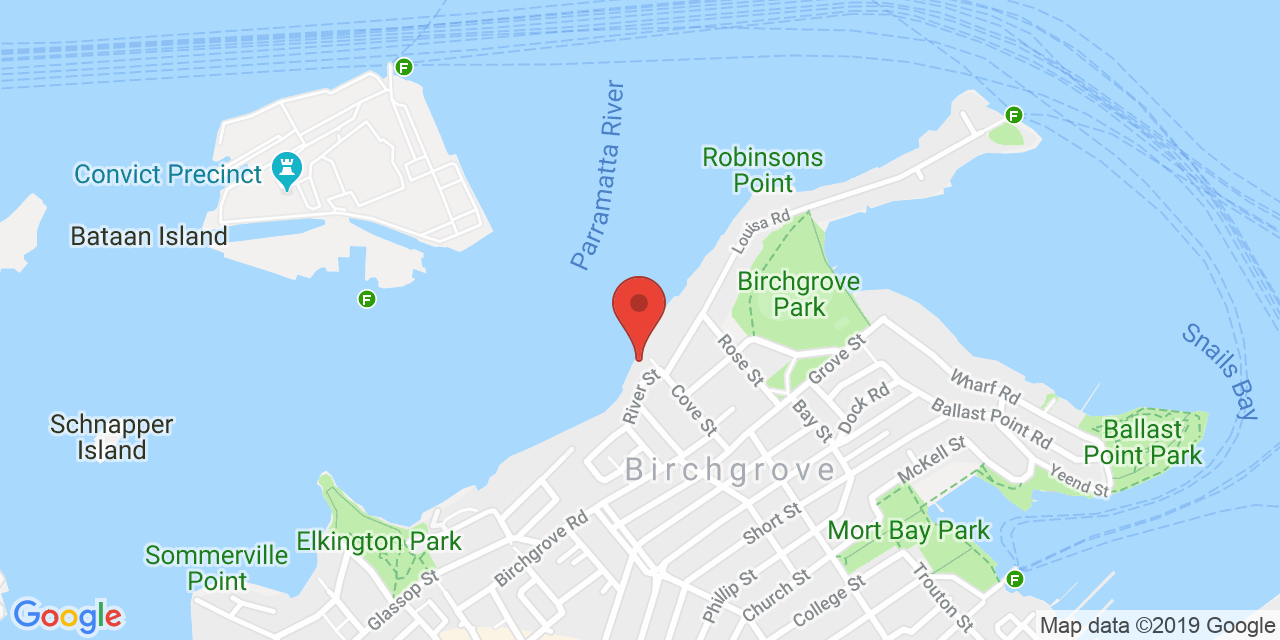 F
Parramatta River
F
Convict Precinct
Bataan Island
Robinsons
Point
Louisa Rd
Birchgrove
Park
F
Rose St
Grove St
Snails Bay
River St
Cove St
Bay St
Dock Rd
Wharf Rd
Ballast Point Rd
Schnapper
Island
Ballast
Point Park
Birchgrove
McKell St
Yeend St
Sommerville
Point
Elkington Park
Birchgrove Rd
Short St
Mort Bay Park
Glassop St
Phillip St
Church St
College St
Trouton St
F
Google
Map data ©2019 Google